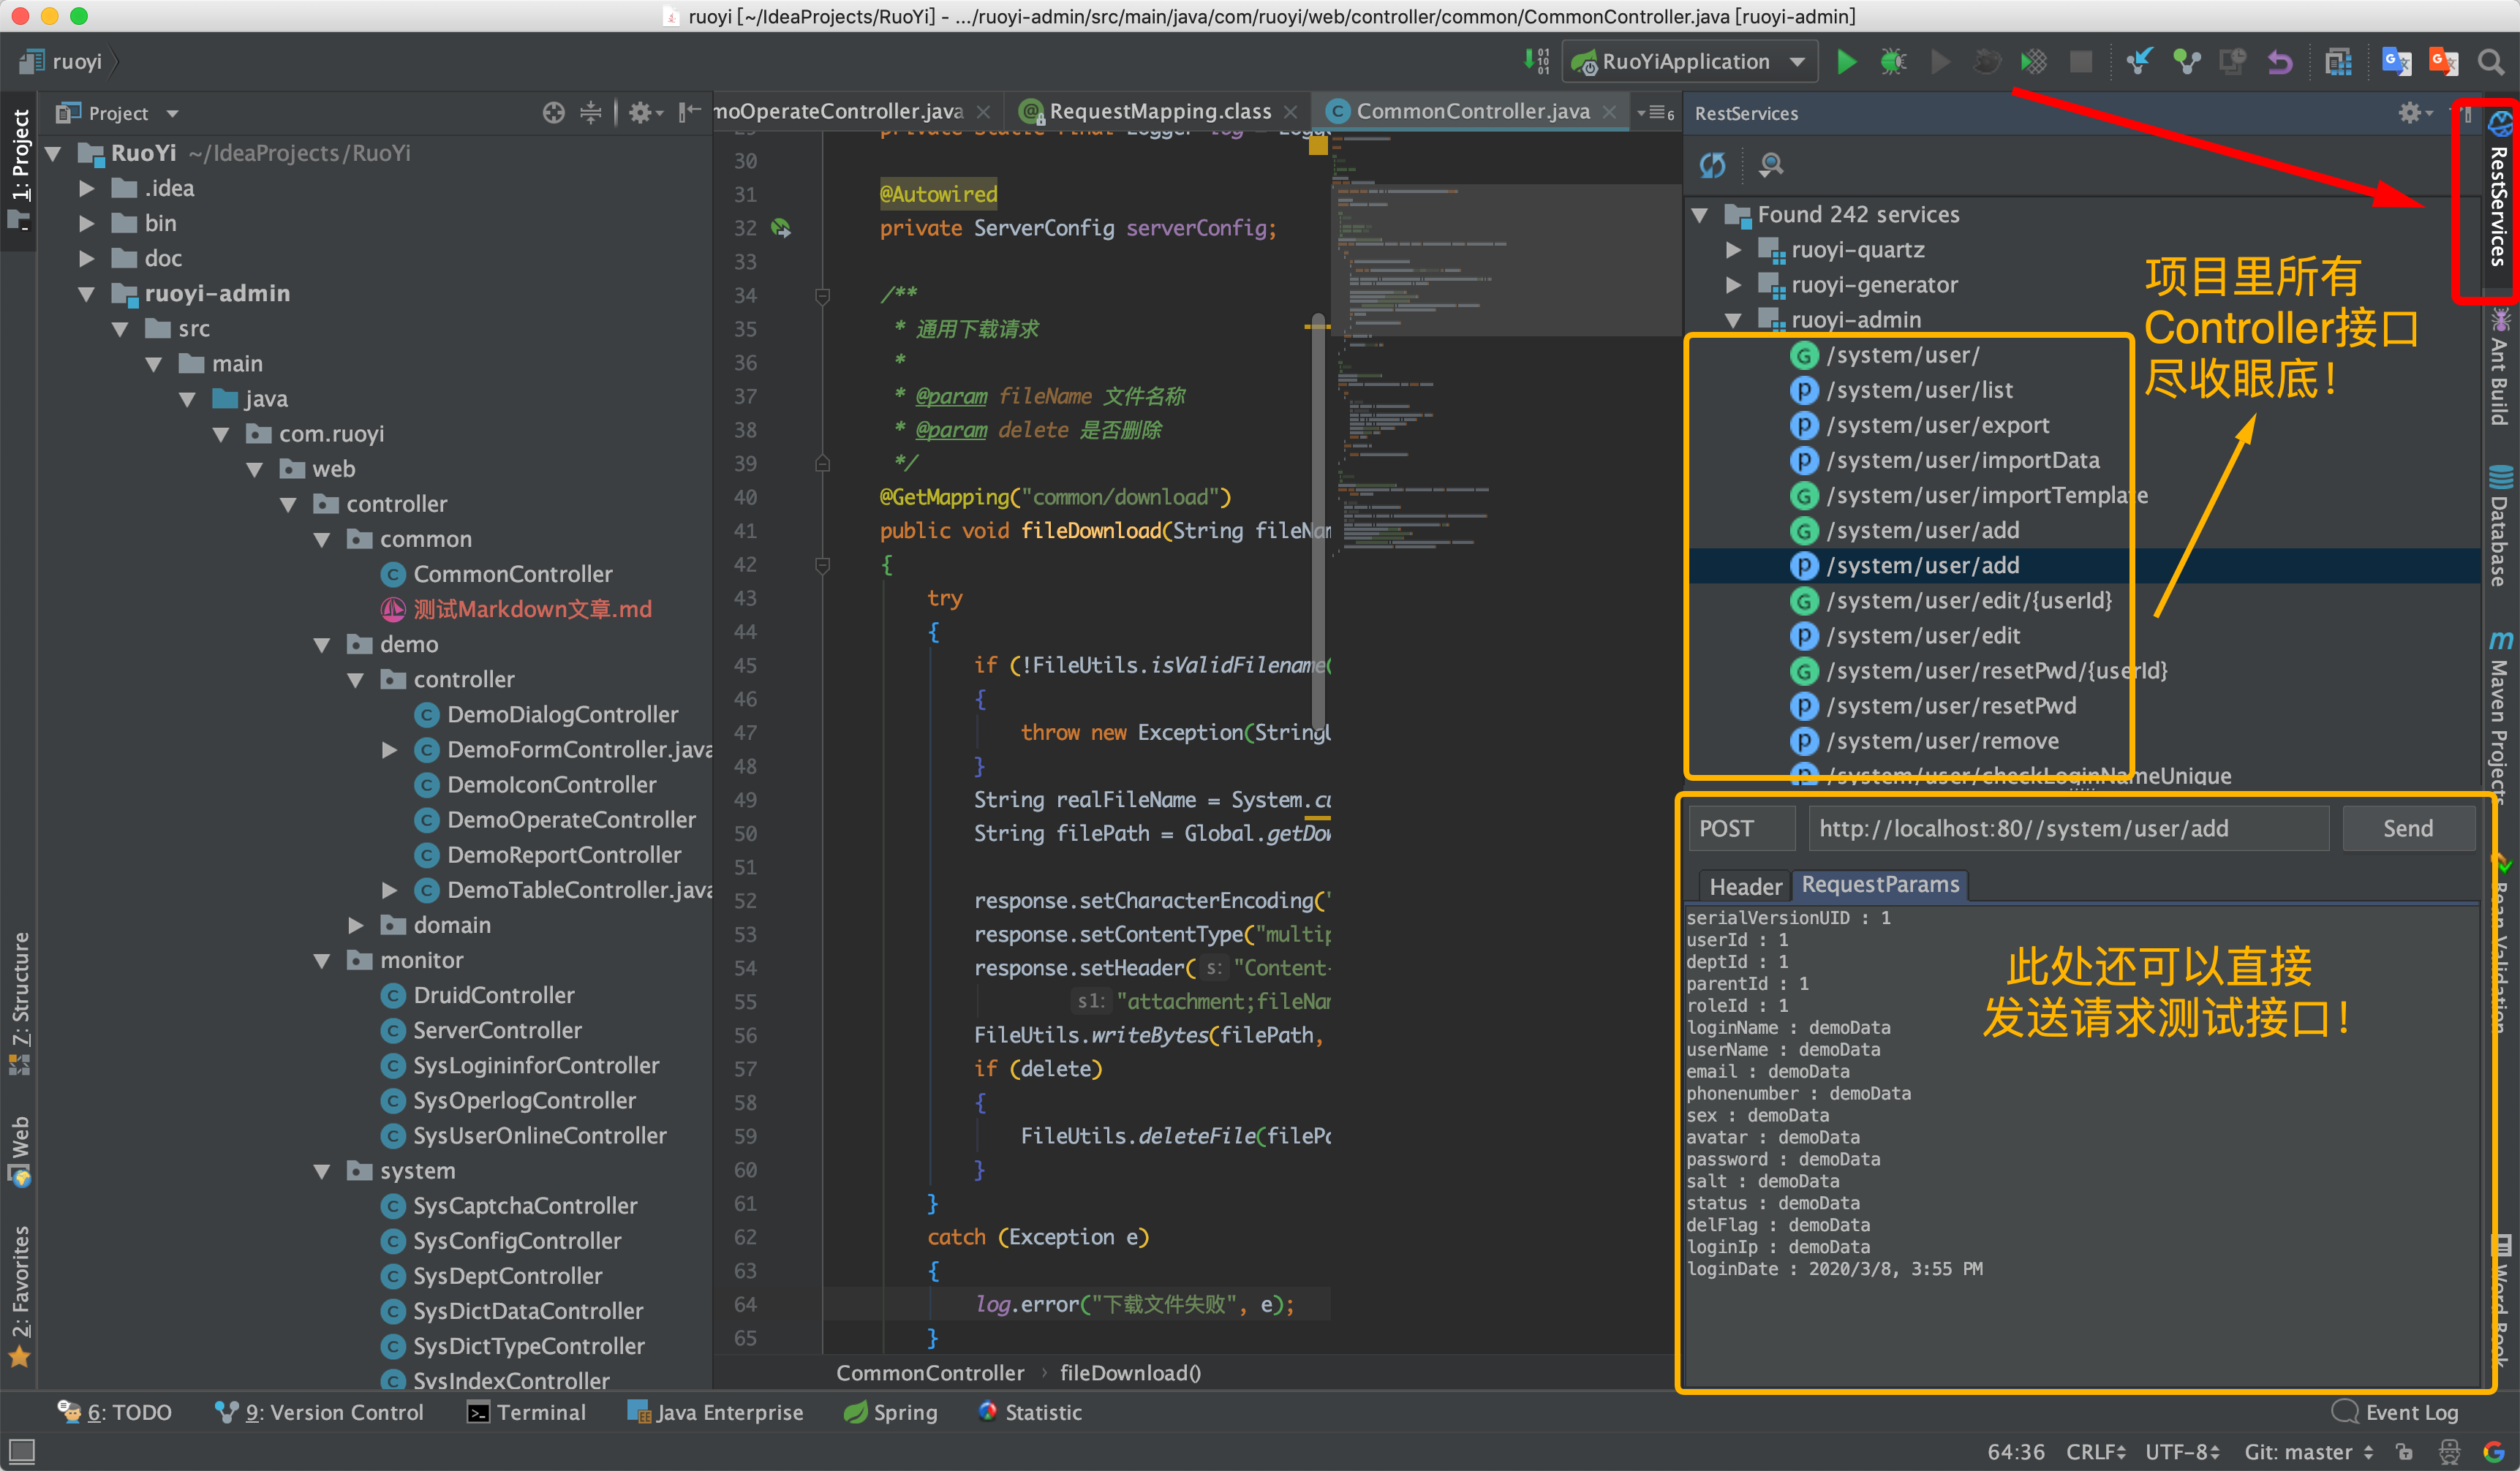 ruoyi [~/IdeaProjects/RuoYi] - .../ruoyi-admin/src/main/java/com/ruoyi/web/controller/common/CommonController.java [ruoyi-admin]
ruoyi
RuoYiApplication
1: Project
7: Structure
Web
2: Favorites
Project
RuoYi ~/IdeaProjects/RuoYi
.idea
bin
doc
ruoyi-admin
src
main
java
com.ruoyi
web
controller
common
CommonController
测试Markdown文章.md
demo
controller
DemoDialogController
DemoFormController.java
DemoIconController
DemoOperateController
DemoReportController
DemoTableController.java
domain
monitor
DruidController
ServerController
SysLogininforController
SysOperlogController
SysUserOnlineController
system
SysCaptchaController
SysConfigController
SysDeptController
SysDictDataController
SysDictTypeController
SysIndexController
moOperateController.java
RequestMapping.class
CommonController.java
6
30
31 @Autowired
32 private ServerConfig serverConfig;
33
34 /**
35 * 通用下载请求
36 *
37 * @param fileName 文件名称
38 * @param delete 是否删除
39 */
40 @GetMapping("common/download")
41 public void fileDownload(String fileNam
42 {
43 try
44 {
45 if (!FileUtils.isValidFilename(
46 {
47 throw new Exception(StringU
48 }
49 String realFileName = System.cu
50 String filePath = Global.getDow
51
52 response.setCharacterEncoding("
53 response.setContentType("multip
54 response.setHeader( s: "Content-
55 s1: "attachment;fileNam
56 FileUtils.writeBytes(filePath,
57 if (delete)
58 {
59 FileUtils.deleteFile(filePa
60 }
61 }
62 catch (Exception e)
63 {
64 log.error("下载文件失败", e);
65 }
CommonController › fileDownload()
RestServices
Found 242 services
ruoyi-quartz
ruoyi-generator
ruoyi-admin
G /system/user/
P /system/user/list
P /system/user/export
P /system/user/importData
G /system/user/importTemplate
G /system/user/add
P /system/user/add
G /system/user/edit/{userId}
P /system/user/edit
G /system/user/resetPwd/{userId}
P /system/user/resetPwd
P /system/user/remove
P /system/user/checkLoginNameUnique
项目里所有
Controller接口
尽收眼底！
POST
http://localhost:80//system/user/add
Send
Header
RequestParams
serialVersionUID : 1
userId : 1
deptId : 1
parentId : 1
roleId : 1
loginName : demoData
userName : demoData
email : demoData
phonenumber : demoData
sex : demoData
avatar : demoData
password : demoData
salt : demoData
status : demoData
delFlag : demoData
loginIp : demoData
loginDate : 2020/3/8, 3:55 PM
此处还可以直接
发送请求测试接口！
RestServices
Ant Build
Database
Maven Projects
Bean Validation
Word Book
6: TODO
9: Version Control
Terminal
Java Enterprise
Spring
Statistic
Event Log
64:36
CRLF
UTF-8
Git: master